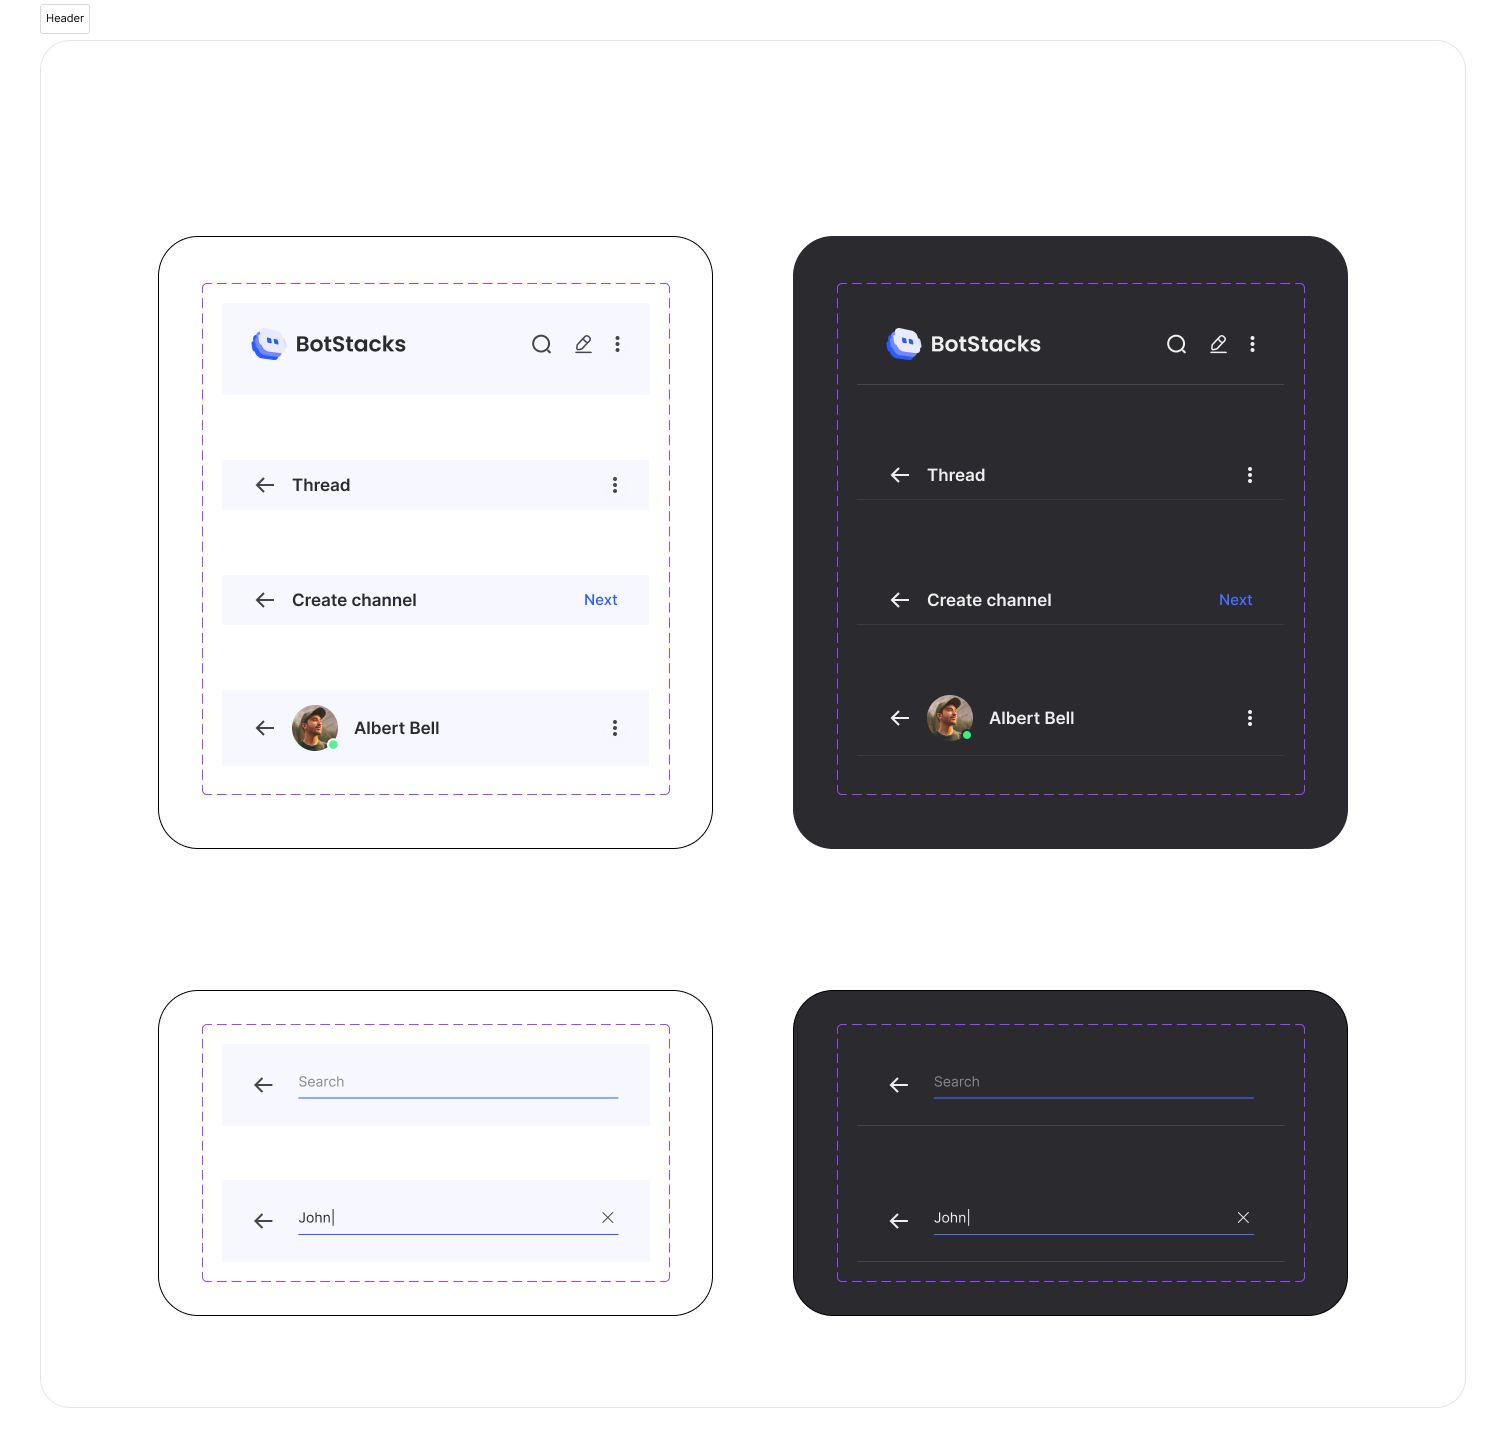 Header
BotStacks
Thread
Create channel Next
Albert Bell
BotStacks
Thread
Create channel Next
Albert Bell
Search
John
Search
John